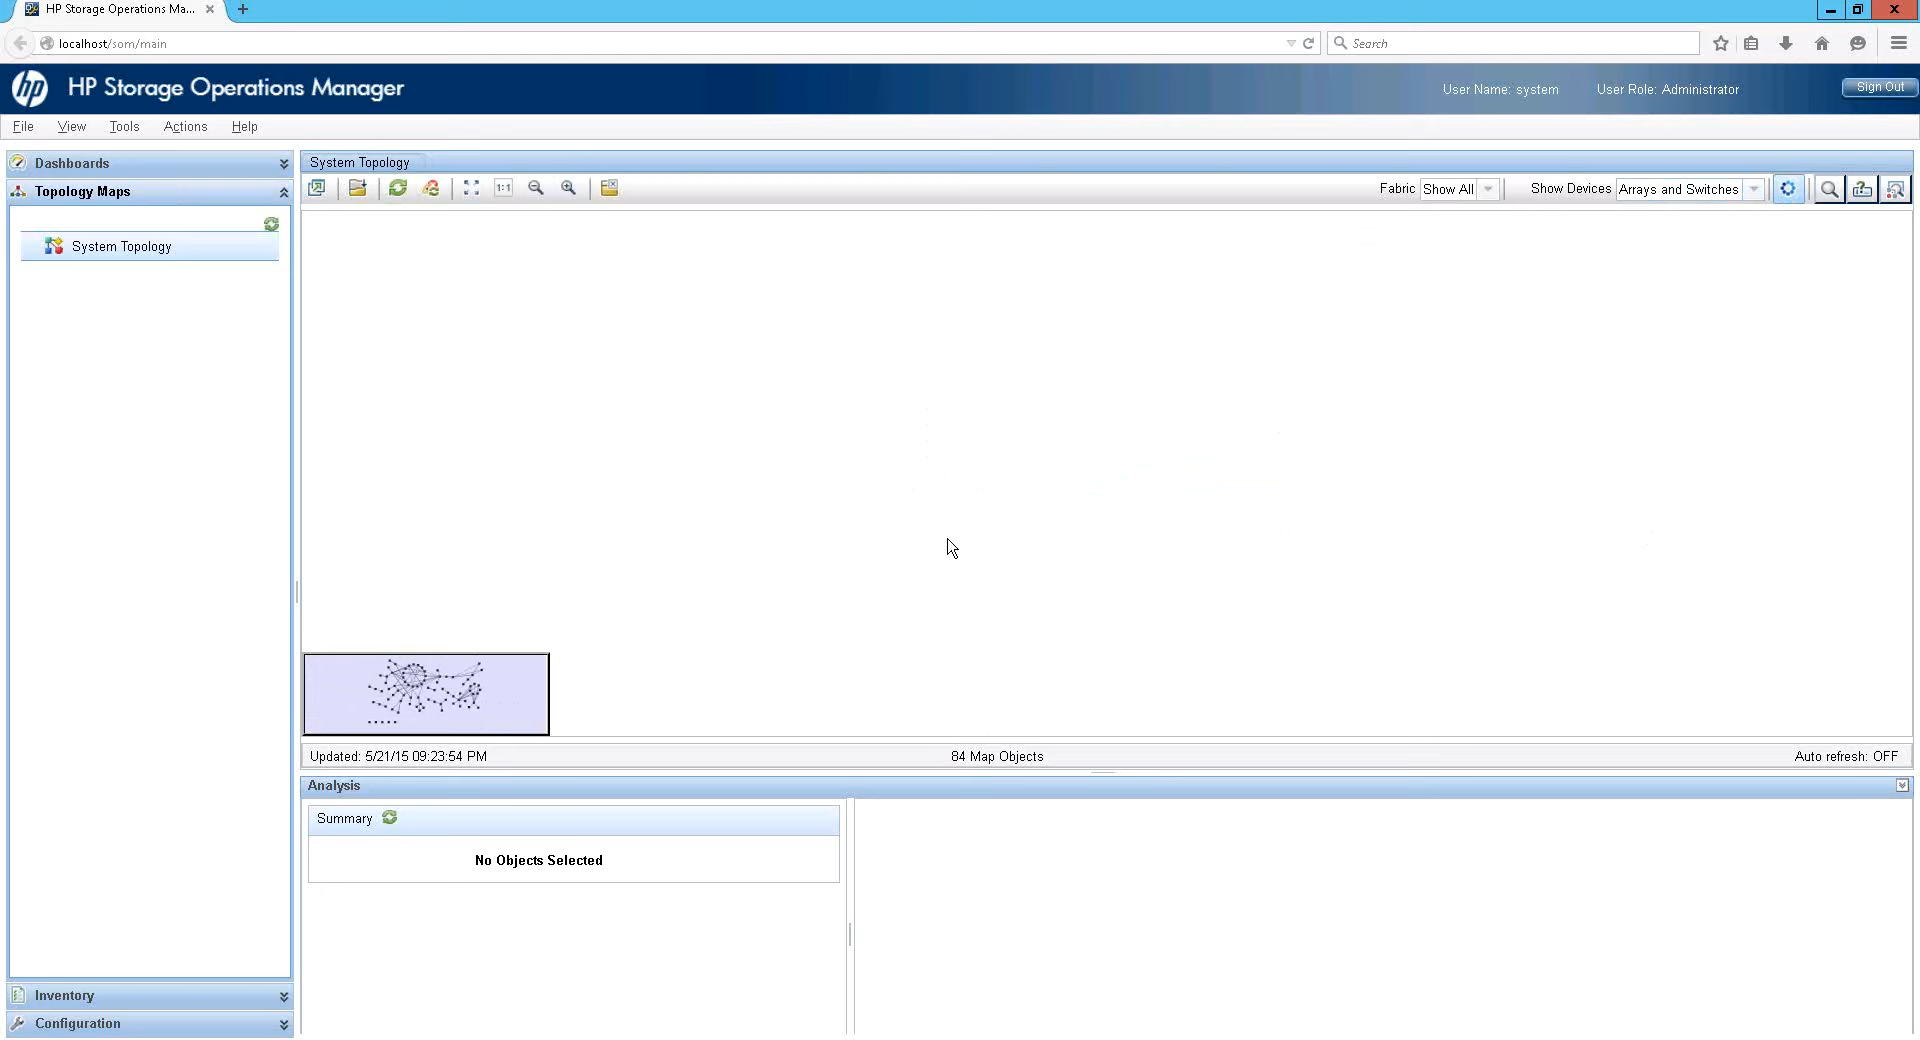 HP Storage Operations Ma...
localhost/som/main
Search
hp HP Storage Operations Manager
User Name: system User Role: Administrator Sign Out
File View Tools Actions Help
Dashboards
Topology Maps
System Topology
System Topology
1:1 Fabric Show All Show Devices Arrays and Switches
Updated: 5/21/15 09:23:54 PM 84 Map Objects Auto refresh: OFF
Analysis
Summary
No Objects Selected
Inventory
Configuration